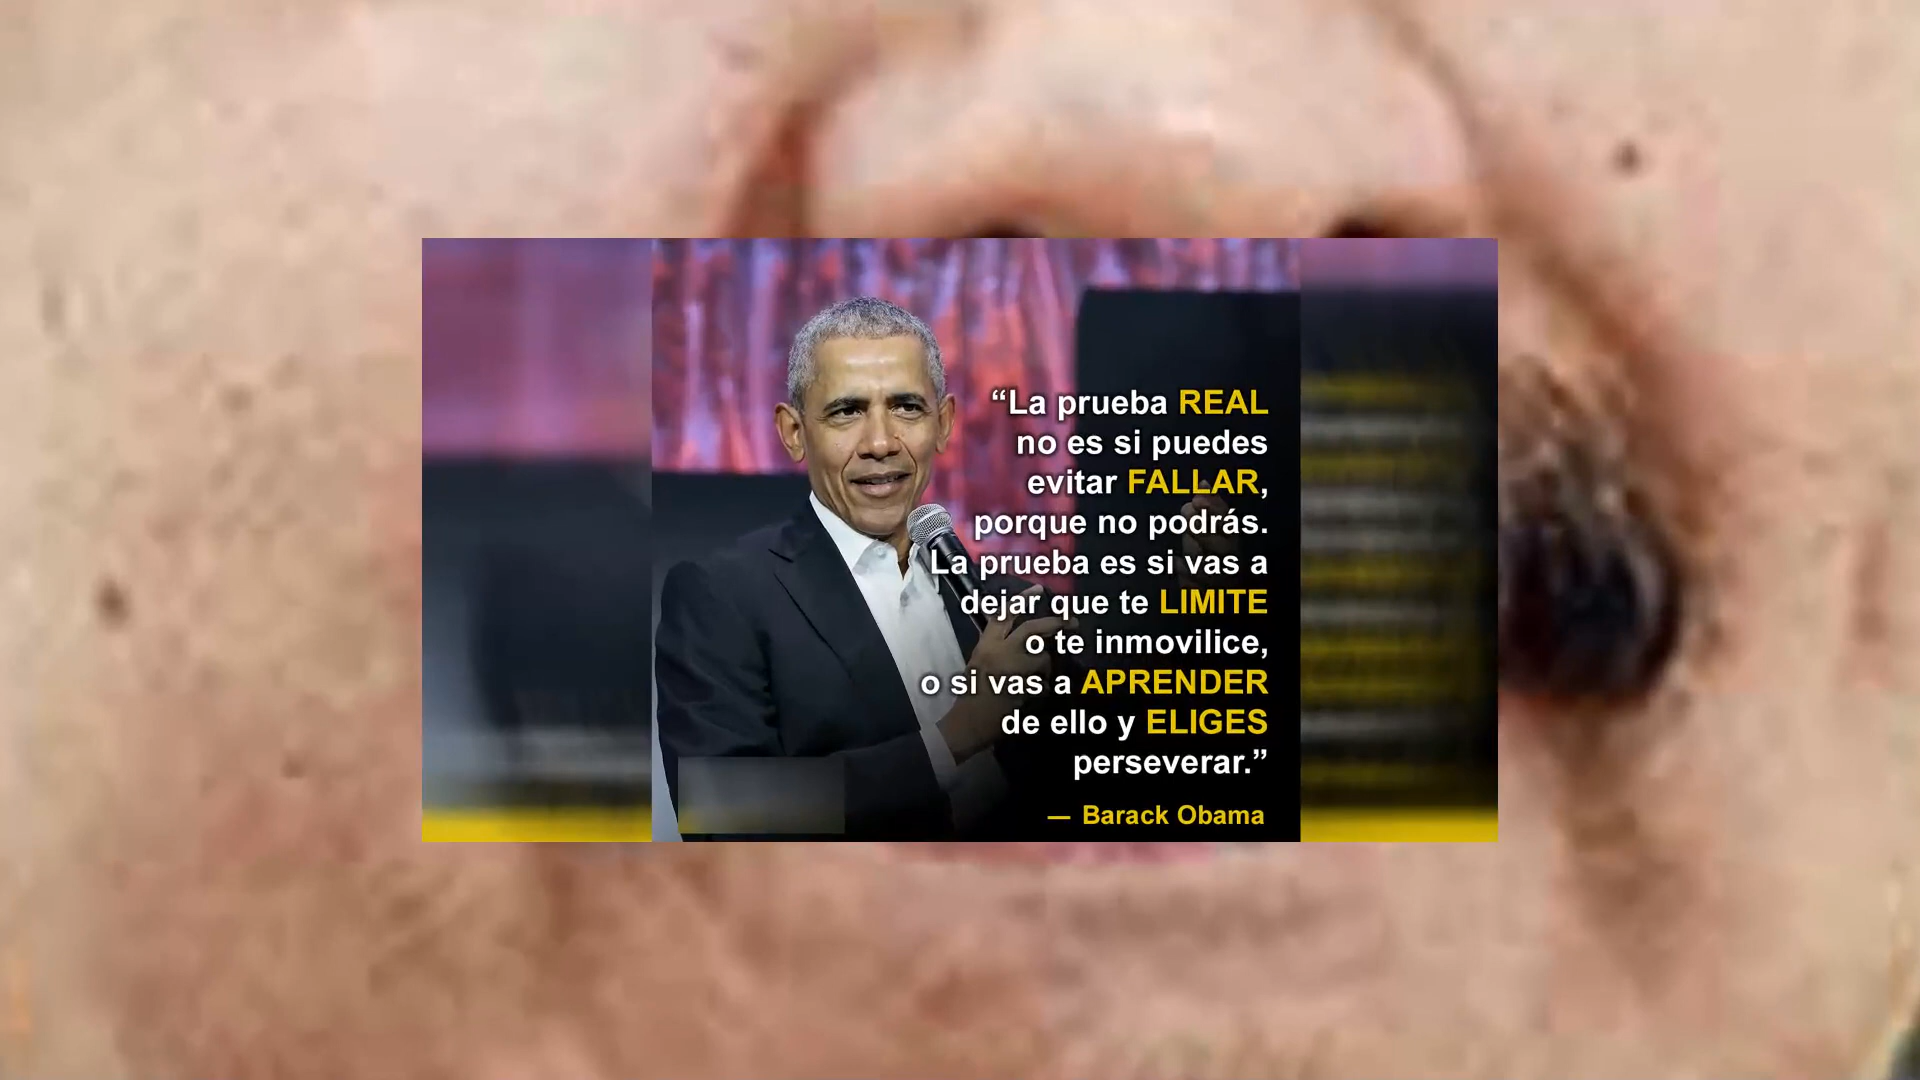 “La prueba REAL
no es si puedes
evitar FALLAR,
porque no podrás.
La prueba es si vas a
dejar que te LIMITE
o te inmovilice,
o si vas a APRENDER
de ello y ELIGES
perseverar.”
— Barack Obama